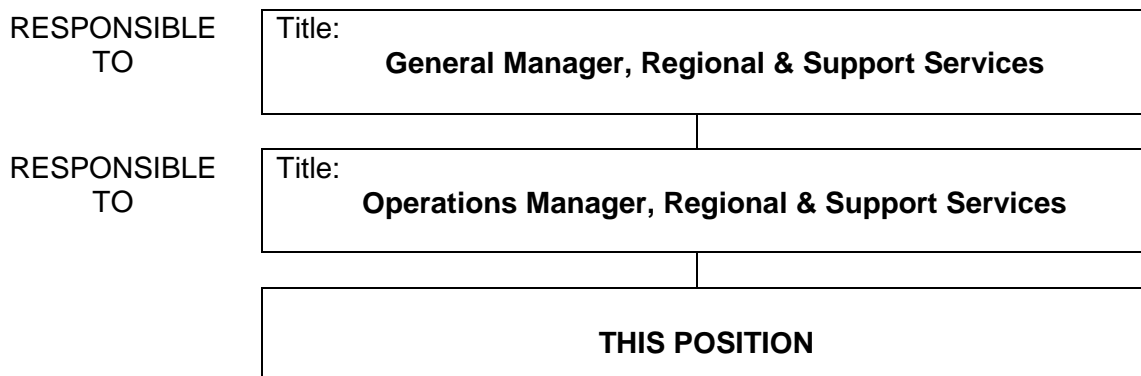 RESPONSIBLE
TO
Title:
General Manager, Regional & Support Services
RESPONSIBLE
TO
Title:
Operations Manager, Regional & Support Services
THIS POSITION